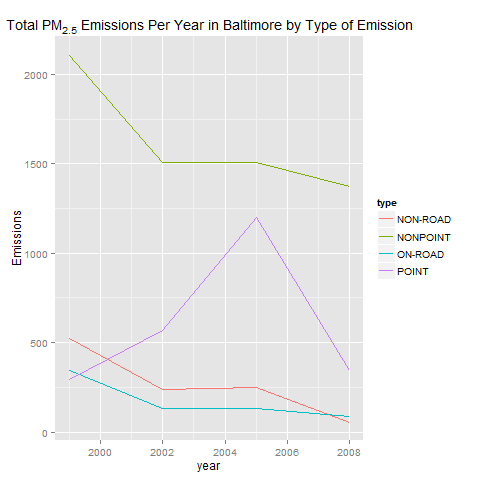 Total PM2.5 Emissions Per Year in Baltimore by Type of Emission
2000
1500
1000
500
0
Emissions
2000
2002
2004
2006
2008
year
type
NON-ROAD
NONPOINT
ON-ROAD
POINT